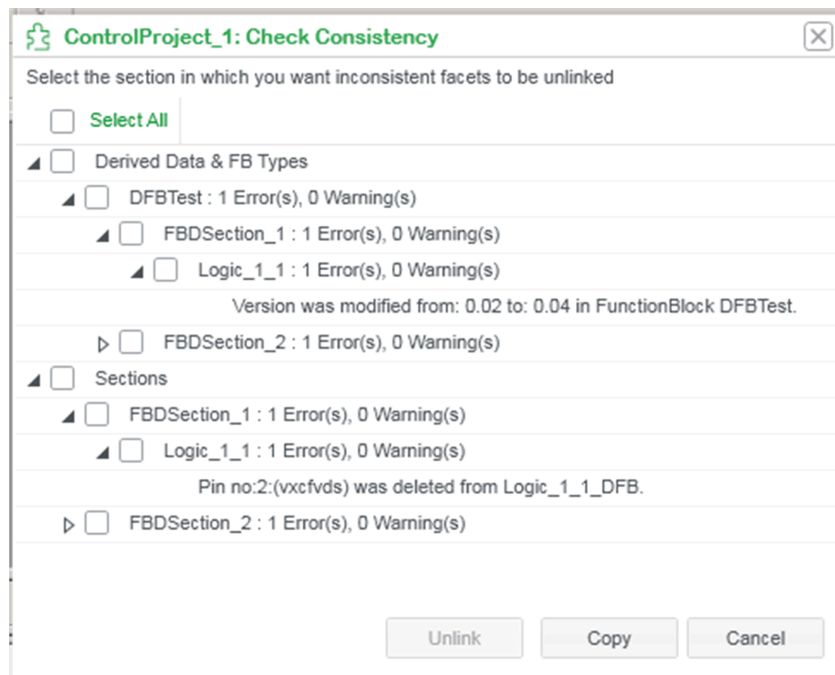 ControlProject_1: Check Consistency
Select the section in which you want inconsistent facets to be unlinked
Select All
Derived Data & FB Types
DFBTest : 1 Error(s), 0 Warning(s)
FBDSection_1 : 1 Error(s), 0 Warning(s)
Logic_1_1 : 1 Error(s), 0 Warning(s)
Version was modified from: 0.02 to: 0.04 in FunctionBlock DFBTest.
FBDSection_2 : 1 Error(s), 0 Warning(s)
Sections
FBDSection_1 : 1 Error(s), 0 Warning(s)
Logic_1_1 : 1 Error(s), 0 Warning(s)
Pin no:2:(vxcfvds) was deleted from Logic_1_1_DFB.
FBDSection_2 : 1 Error(s), 0 Warning(s)
Unlink Copy Cancel